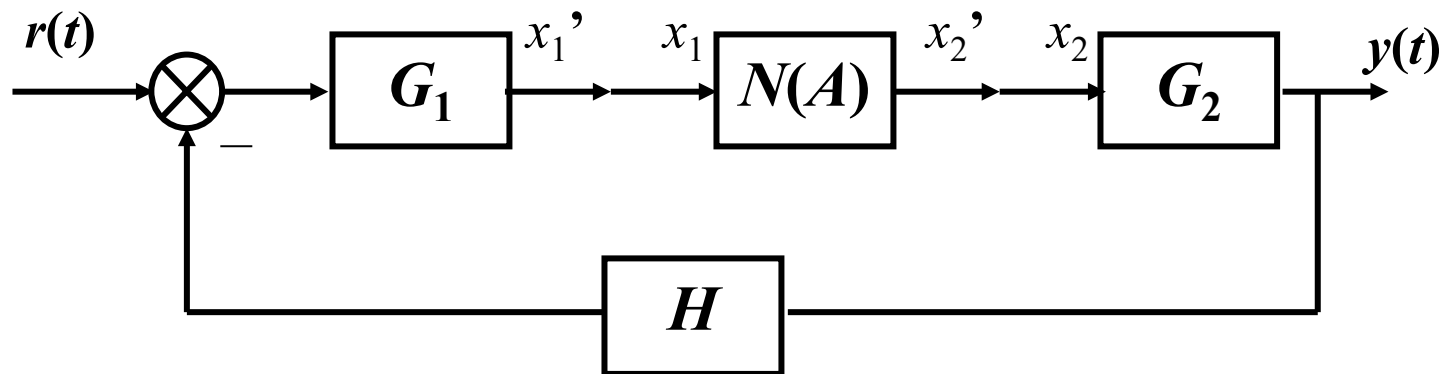 r(t) x₁’ x₁ x₂’ x₂ y(t)
G₁ N(A) G₂
–
H